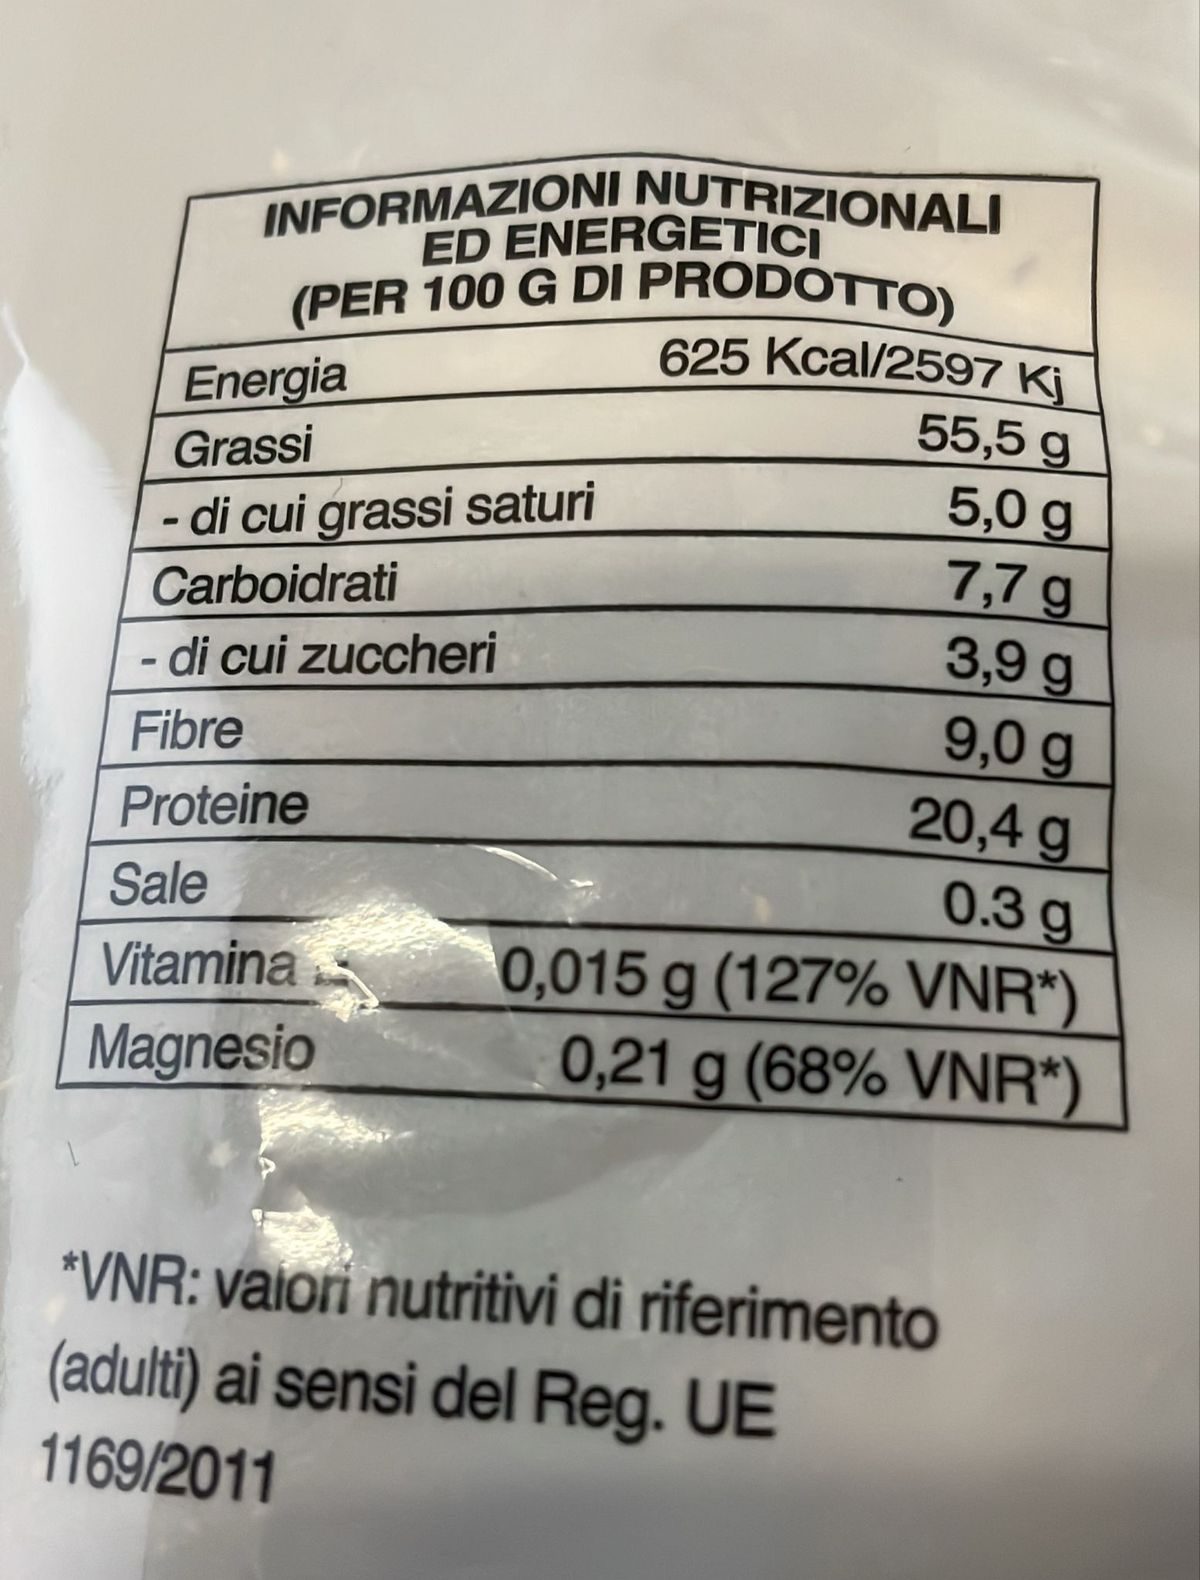 INFORMAZIONI NUTRIZIONALI
ED ENERGETICI
(PER 100 G DI PRODOTTO)
Energia 625 Kcal/2597 Kj
Grassi 55,5 g
- di cui grassi saturi 5,0 g
Carboidrati 7,7 g
- di cui zuccheri 3,9 g
Fibre 9,0 g
Proteine 20,4 g
Sale 0.3 g
Vitamina 0,015 g (127% VNR*)
Magnesio 0,21 g (68% VNR*)
*VNR: valori nutritivi di riferimento
(adulti) ai sensi del Reg. UE
1169/2011